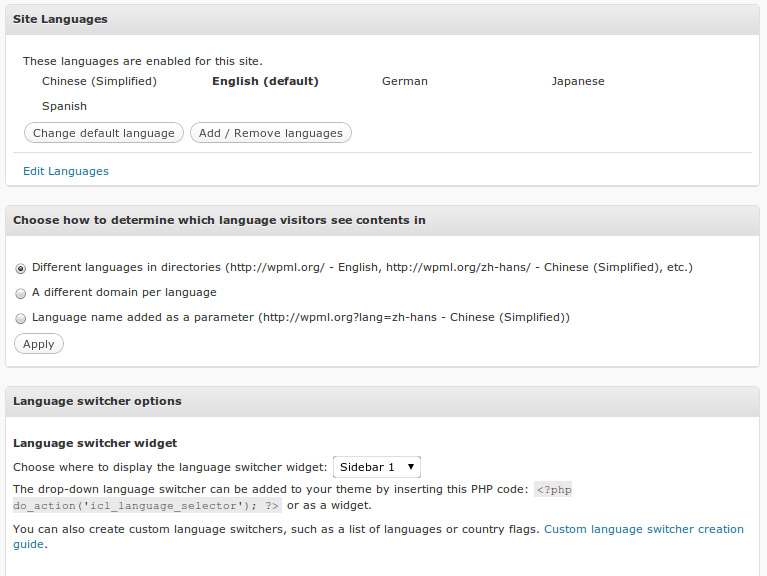 Site Languages
These languages are enabled for this site.
Chinese (Simplified) English (default) German Japanese
Spanish
Change default language Add / Remove languages
Edit Languages
Choose how to determine which language visitors see contents in
Different languages in directories (http://wpml.org/ - English, http://wpml.org/zh-hans/ - Chinese (Simplified), etc.)
A different domain per language
Language name added as a parameter (http://wpml.org?lang=zh-hans - Chinese (Simplified))
Apply
Language switcher options
Language switcher widget
Choose where to display the language switcher widget: Sidebar 1
The drop-down language switcher can be added to your theme by inserting this PHP code: <?php
do_action('icl_language_selector'); ?> or as a widget.
You can also create custom language switchers, such as a list of languages or country flags. Custom language switcher creation
guide.